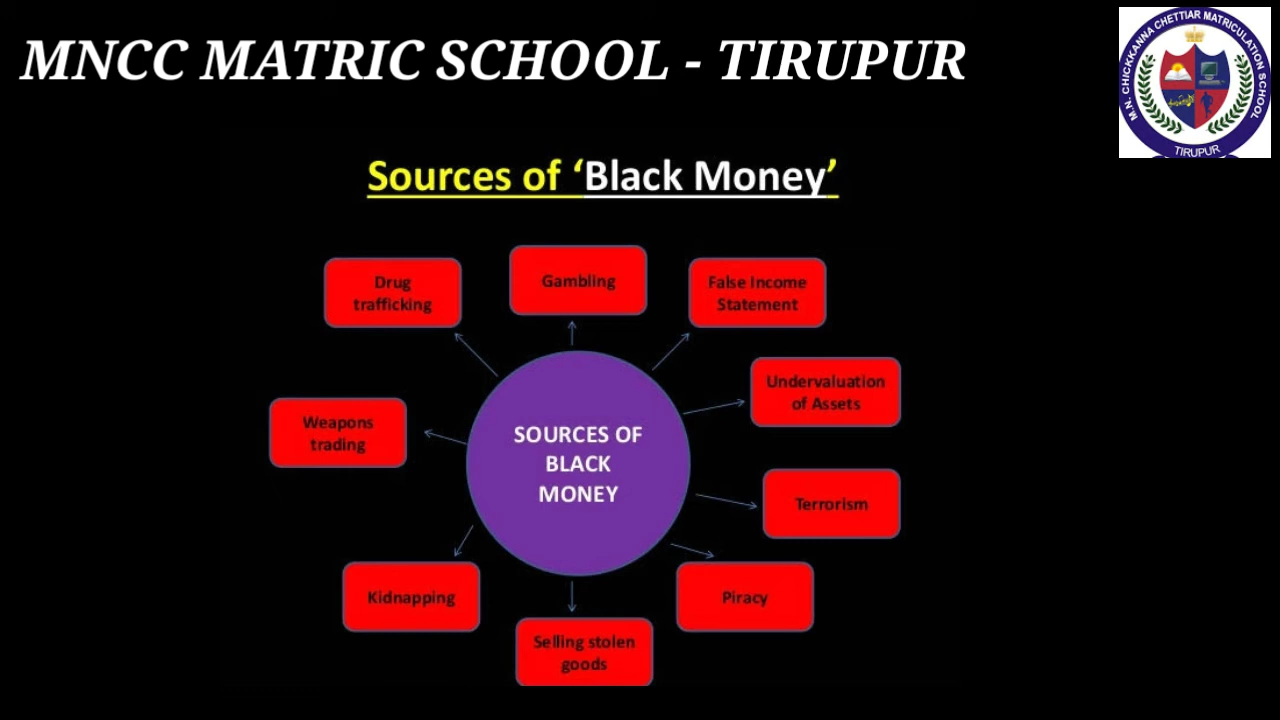 MNCC MATRIC SCHOOL - TIRUPUR
M.N. CHICKKANNA CHETTIAR MATRICULATION SCHOOL
TIRUPUR
Sources of ‘Black Money’
Drug
trafficking
Gambling
False Income
Statement
Undervaluation
of Assets
Weapons
trading
SOURCES OF
BLACK
MONEY
Terrorism
Kidnapping
Piracy
Selling stolen
goods